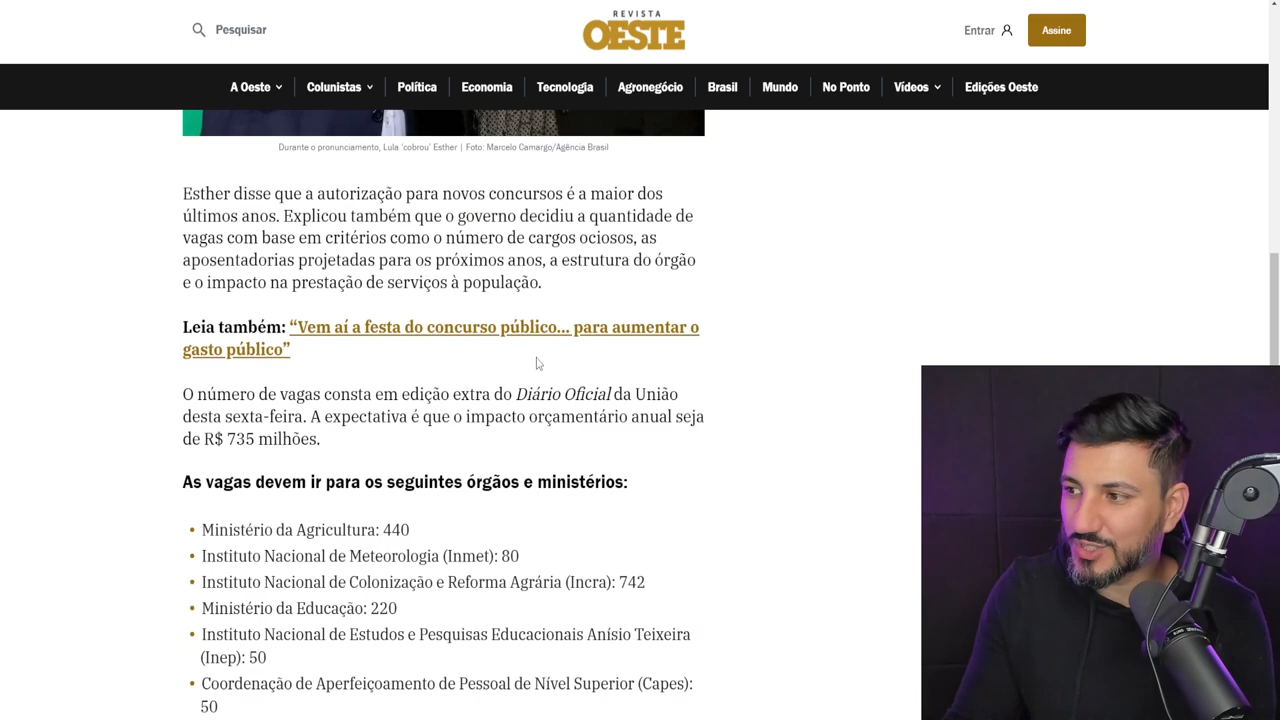 Pesquisar
REVISTA
OESTE
Entrar
Assine
A Oeste
Colunistas
Política
Economia
Tecnologia
Agronegócio
Brasil
Mundo
No Ponto
Vídeos
Edições Oeste
Durante o pronunciamento, Lula 'cobrou' Esther | Foto: Marcelo Camargo/Agência Brasil
Esther disse que a autorização para novos concursos é a maior dos
últimos anos. Explicou também que o governo decidiu a quantidade de
vagas com base em critérios como o número de cargos ociosos, as
aposentadorias projetadas para os próximos anos, a estrutura do órgão
e o impacto na prestação de serviços à população.
Leia também: “Vem aí a festa do concurso público… para aumentar o
gasto público”
O número de vagas consta em edição extra do Diário Oficial da União
desta sexta-feira. A expectativa é que o impacto orçamentário anual seja
de R$ 735 milhões.
As vagas devem ir para os seguintes órgãos e ministérios:
• Ministério da Agricultura: 440
• Instituto Nacional de Meteorologia (Inmet): 80
• Instituto Nacional de Colonização e Reforma Agrária (Incra): 742
• Ministério da Educação: 220
• Instituto Nacional de Estudos e Pesquisas Educacionais Anísio Teixeira
(Inep): 50
• Coordenação de Aperfeiçoamento de Pessoal de Nível Superior (Capes):
50